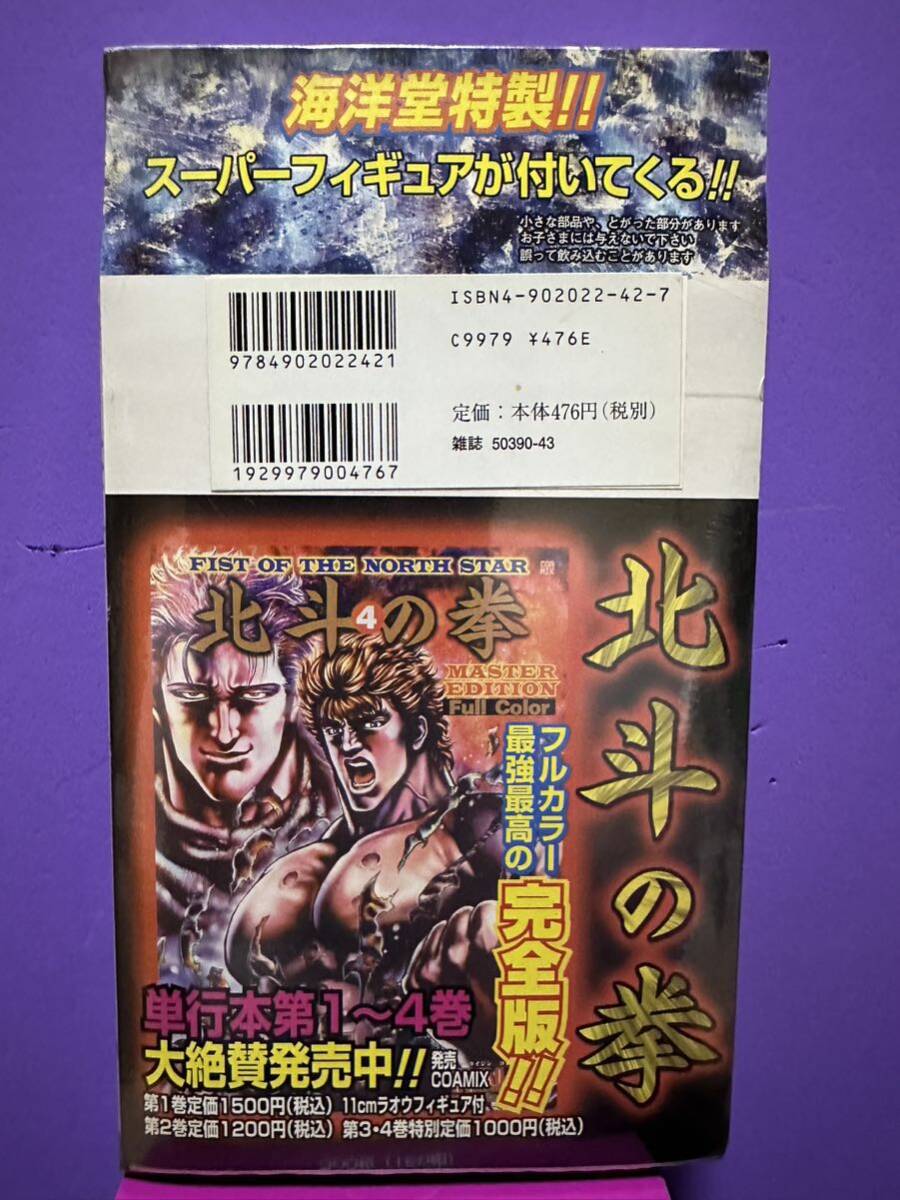 海洋堂特製!!
スーパーフィギュアが付いてくる!!
小さな部品や、とがった部分があります
お子さまには与えないで下さい
誤って飲み込むことがあります
ISBN4-902022-42-7
9784902022421
C9979 ¥476E
定価：本体476円(税別)
雑誌 50390-43
1929979004767
FIST OF THE NORTH STAR
COA
MIX
北斗の拳
4
MASTER
EDITION
Full Color
北斗の拳
フルカラー
最強最高の
完全版!!
単行本第1〜4巻
大絶賛発売中!!
発売
COAMIX
第1巻定価1500円(税込) 11cmラオウフィギュア付
第2巻定価1200円(税込) 第3・4巻特別定価1000円(税込)